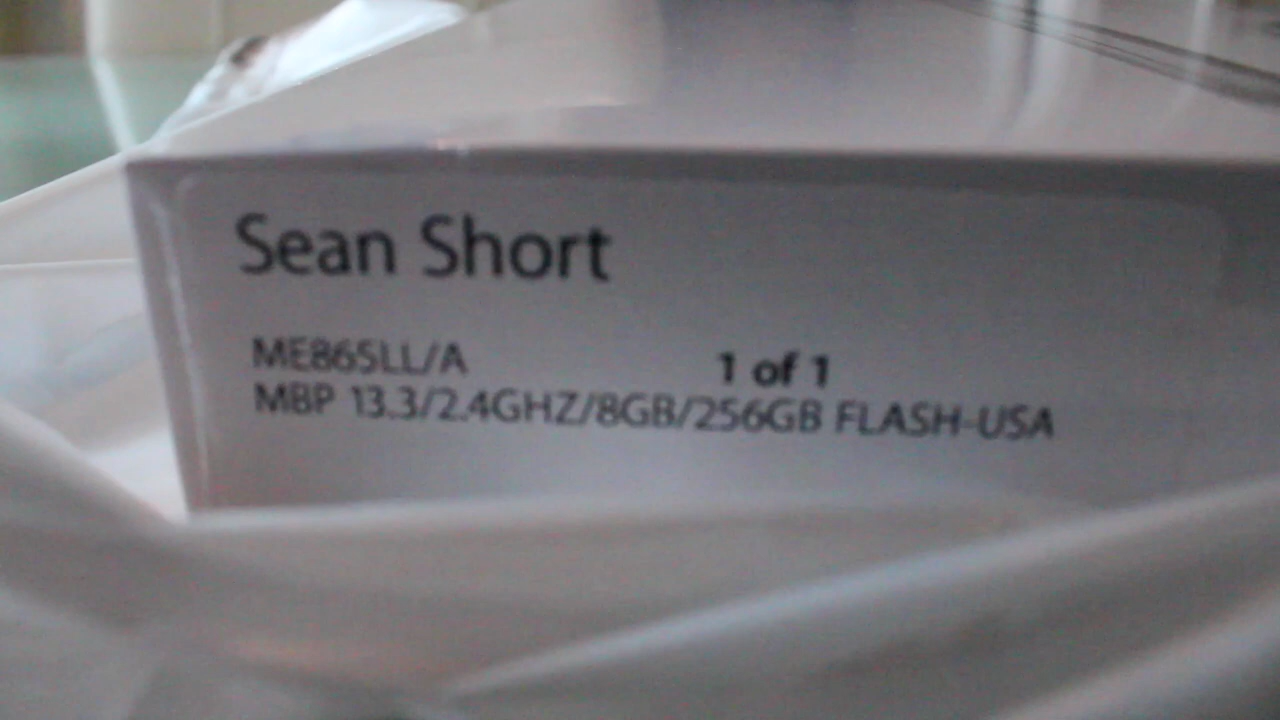 Sean Short
ME865LL/A 1 of 1
MBP 13.3/2.4GHZ/8GB/256GB FLASH-USA